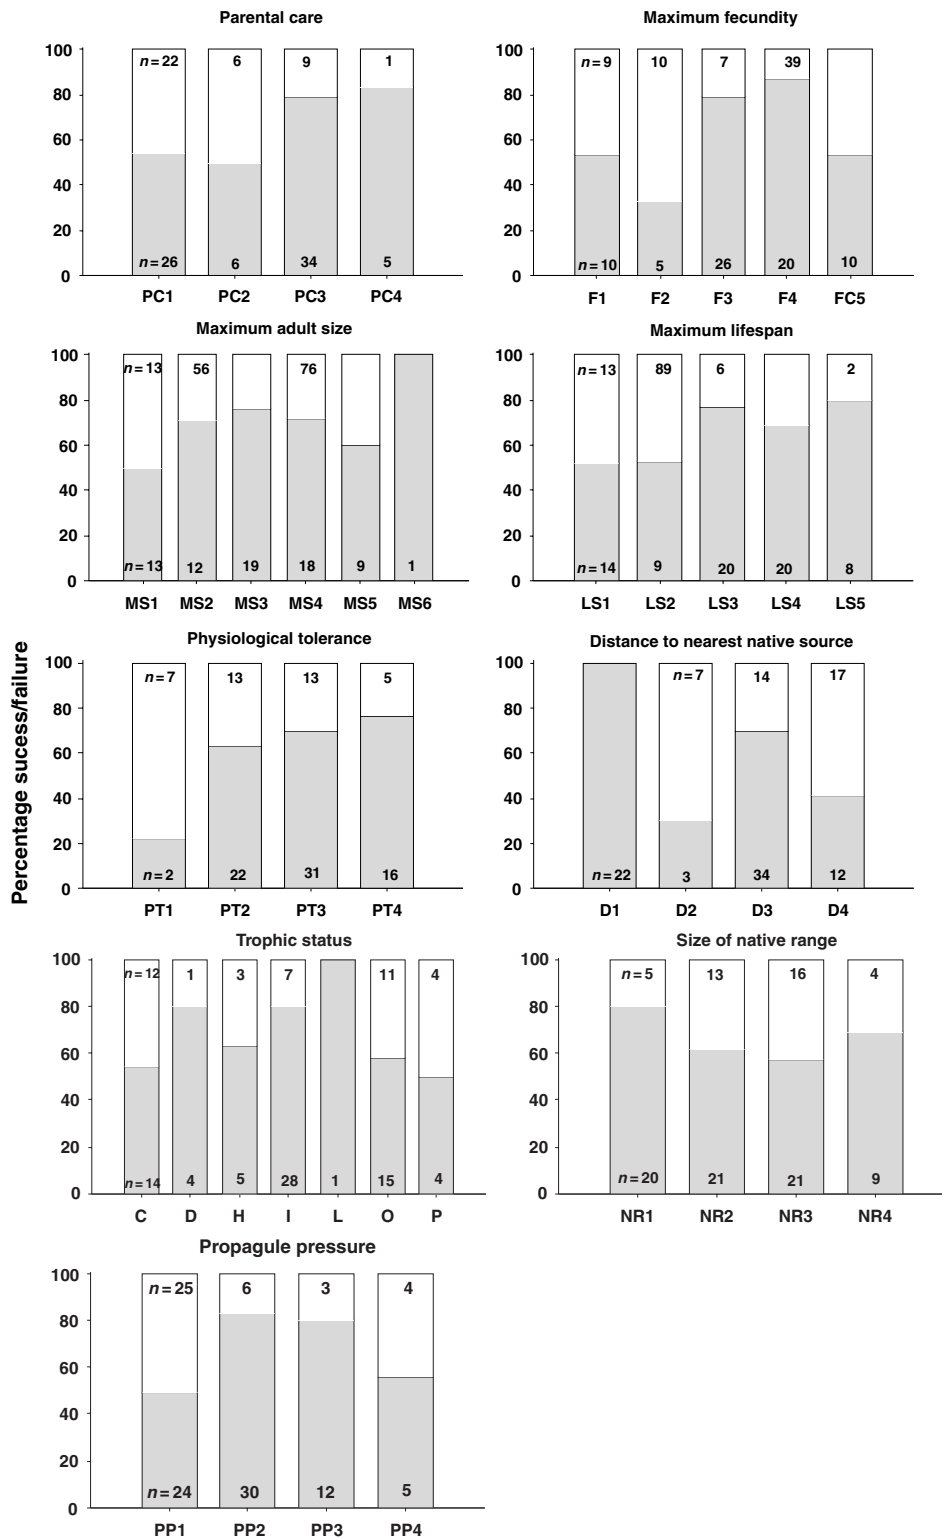 Percentage sucess/failure
Parental care
100
80
60
40
20
0
n = 22 6 9 1
n = 26 6 34 5
PC1 PC2 PC3 PC4
Maximum fecundity
100
80
60
40
20
0
n = 9 10 7 39
n = 10 5 26 20 10
F1 F2 F3 F4 FC5
Maximum adult size
100
80
60
40
20
0
n = 13 56 76
n = 13 12 19 18 9 1
MS1 MS2 MS3 MS4 MS5 MS6
Maximum lifespan
100
80
60
40
20
0
n = 13 89 6 2
n = 14 9 20 20 8
LS1 LS2 LS3 LS4 LS5
Physiological tolerance
100
80
60
40
20
0
n = 7 13 13 5
n = 2 22 31 16
PT1 PT2 PT3 PT4
Distance to nearest native source
100
80
60
40
20
0
n = 7 14 17
n = 22 3 34 12
D1 D2 D3 D4
Trophic status
100
80
60
40
20
0
n = 12 1 3 7 11 4
n = 14 4 5 28 1 15 4
C D H I L O P
Size of native range
100
80
60
40
20
0
n = 5 13 16 4
n = 20 21 21 9
NR1 NR2 NR3 NR4
Propagule pressure
100
80
60
40
20
0
n = 25 6 3 4
n = 24 30 12 5
PP1 PP2 PP3 PP4